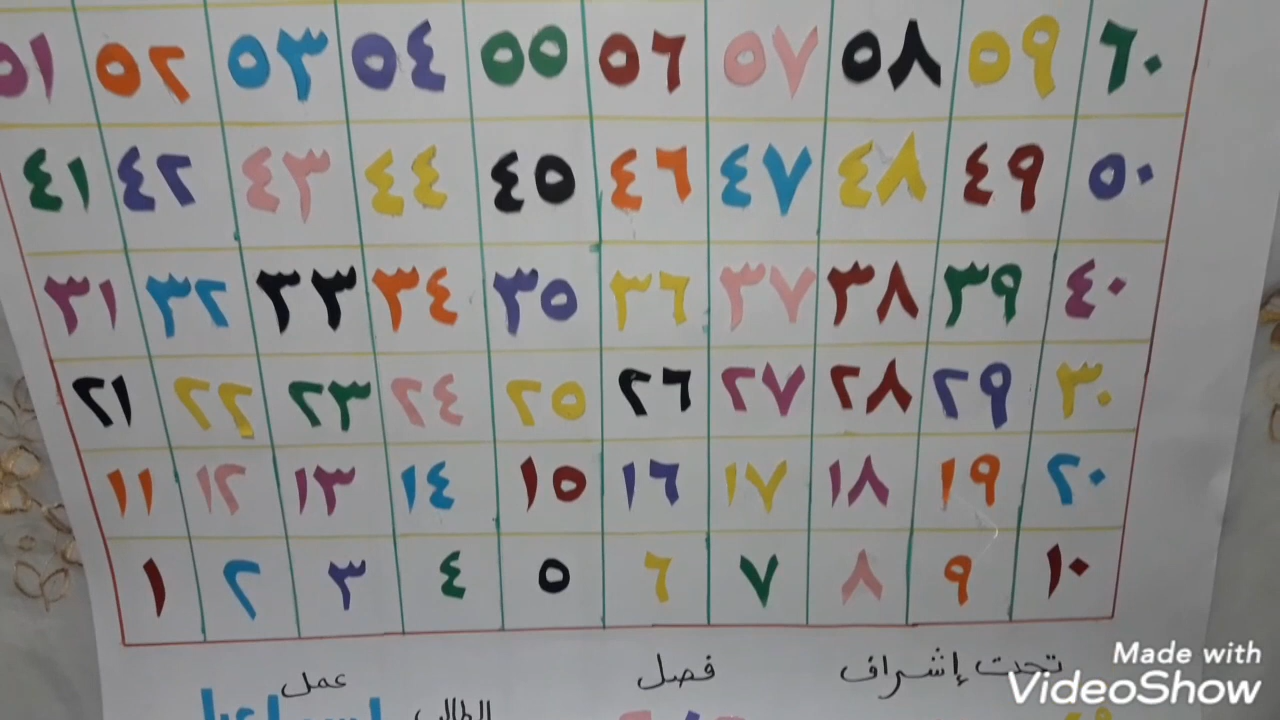 ٥١ ٥٢ ٥٣ ٥٤ ٥٥ ٥٦ ٥٧ ٥٨ ٥٩ ٦٠
٤١ ٤٢ ٤٣ ٤٤ ٤٥ ٤٦ ٤٧ ٤٨ ٤٩ ٥٠
٣١ ٣٢ ٣٣ ٣٤ ٣٥ ٣٦ ٣٧ ٣٨ ٣٩ ٤٠
٢١ ٢٢ ٢٣ ٢٤ ٢٥ ٢٦ ٢٧ ٢٨ ٢٩ ٣٠
١١ ١٢ ١٣ ١٤ ١٥ ١٦ ١٧ ١٨ ١٩ ٢٠
١ ٢ ٣ ٤ ٥ ٦ ٧ ٨ ٩ ١٠
تحت إشراف فصل عمل
الطالب
Made with
VideoShow